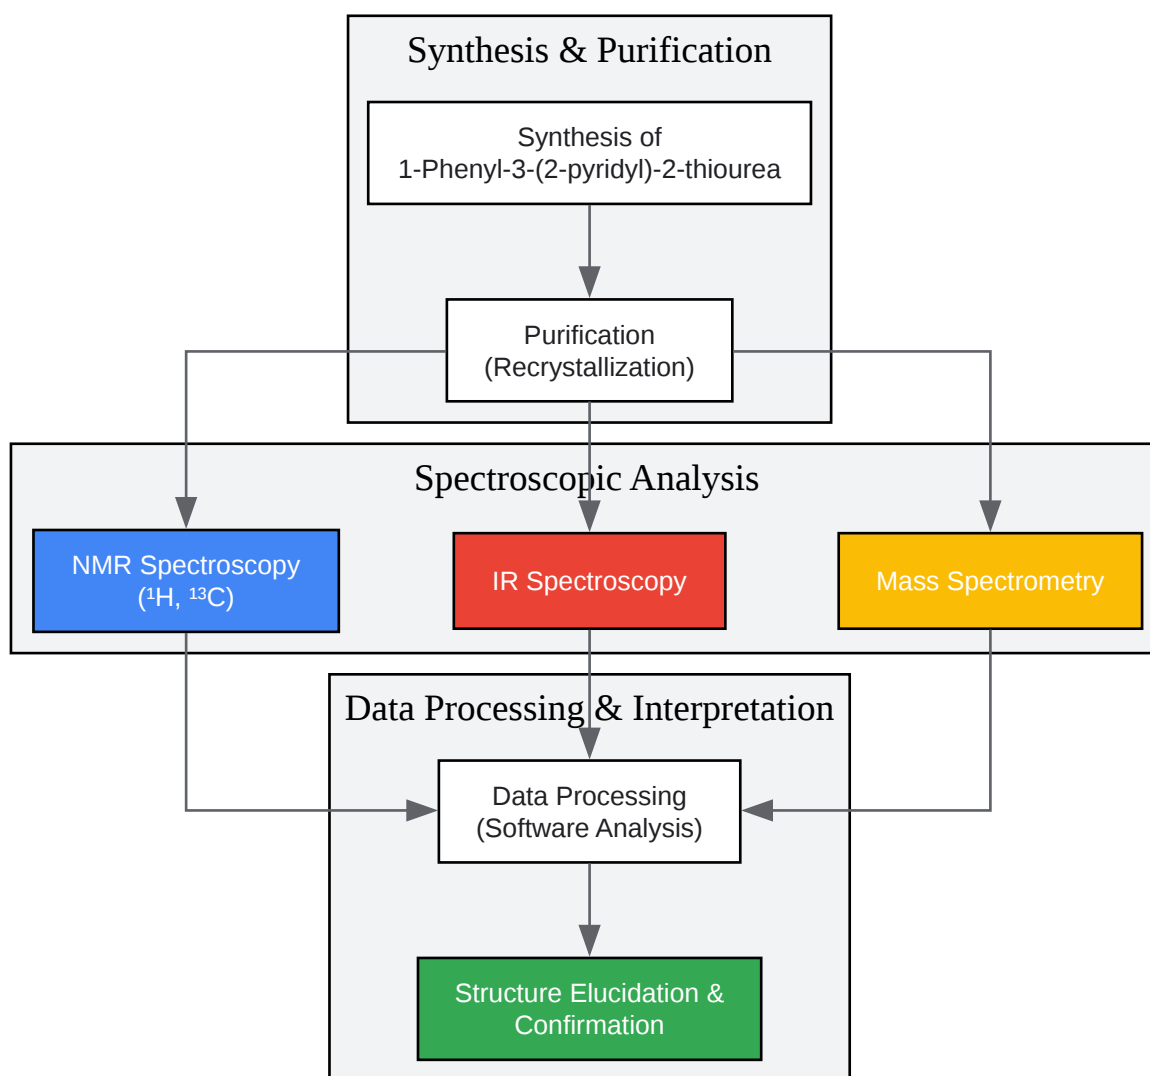 Synthesis & Purification
Synthesis of
1-Phenyl-3-(2-pyridyl)-2-thiourea
Purification
(Recrystallization)
Spectroscopic Analysis
NMR Spectroscopy
(¹H, ¹³C)
IR Spectroscopy
Mass Spectrometry
Data Processing & Interpretation
Data Processing
(Software Analysis)
Structure Elucidation &
Confirmation